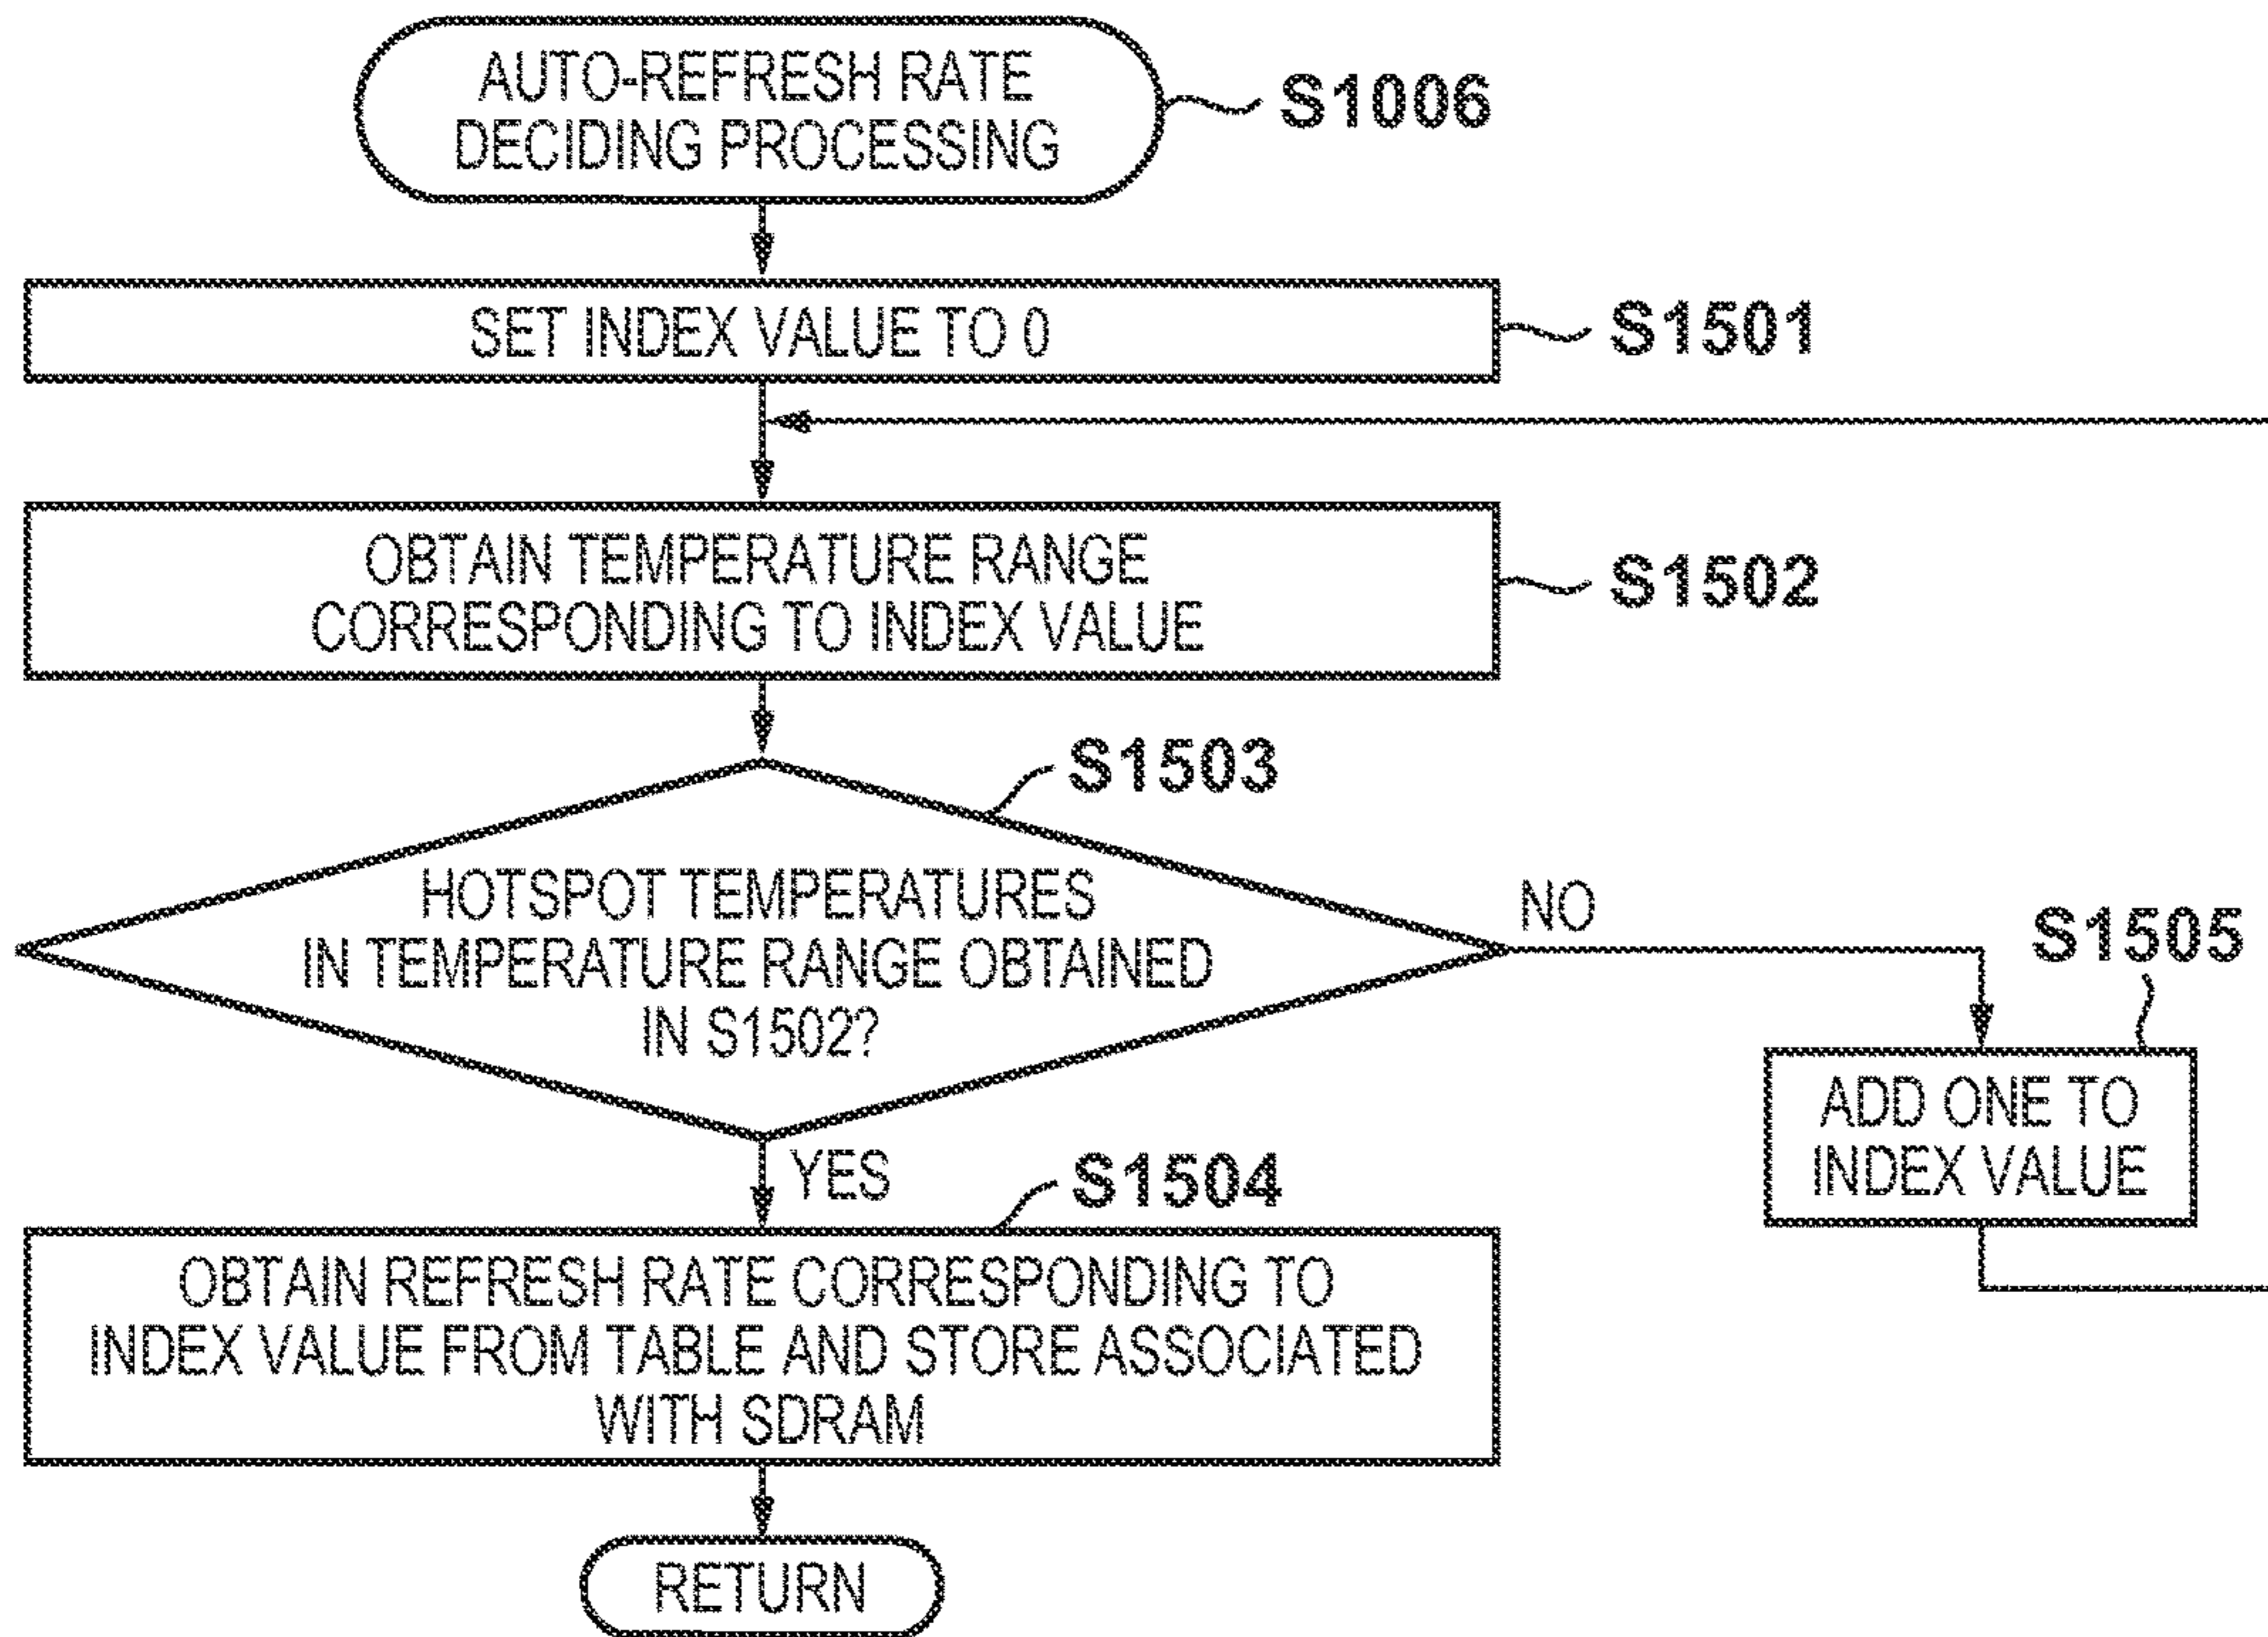 AUTO-REFRESH RATE
DECIDING PROCESSING
S1006
SET INDEX VALUE TO 0
S1501
OBTAIN TEMPERATURE RANGE
CORRESPONDING TO INDEX VALUE
S1502
S1503
HOTSPOT TEMPERATURES
IN TEMPERATURE RANGE OBTAINED
IN S1502?
NO
S1505
ADD ONE TO
INDEX VALUE
YES
S1504
OBTAIN REFRESH RATE CORRESPONDING TO
INDEX VALUE FROM TABLE AND STORE ASSOCIATED
WITH SDRAM
RETURN